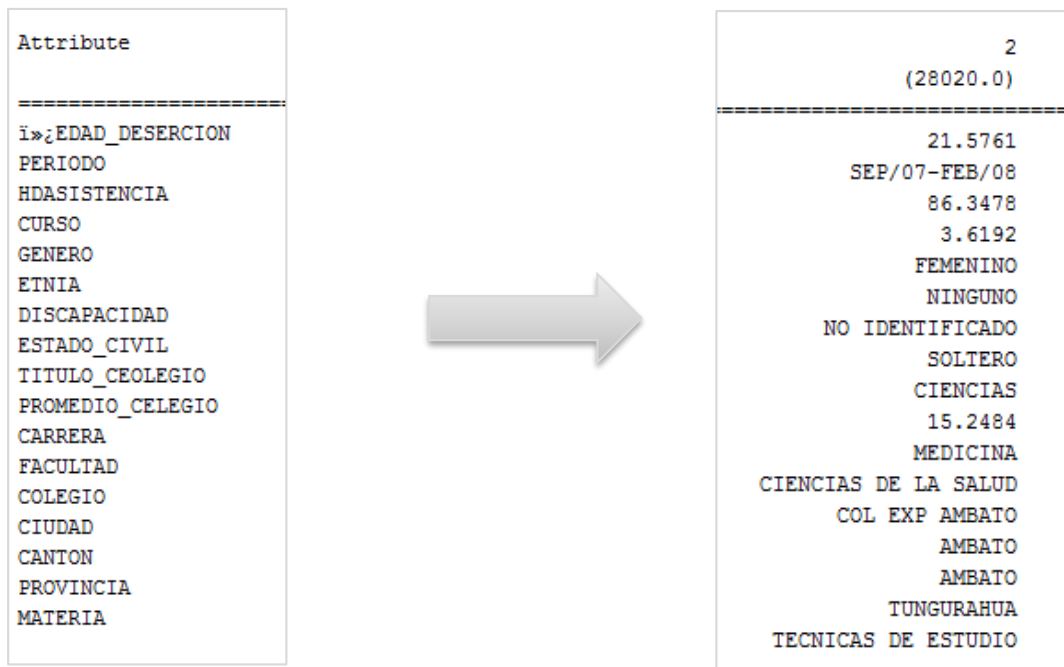 Attribute
======================
ï»¿EDAD_DESERCION
PERIODO
HDASISTENCIA
CURSO
GENERO
ETNIA
DISCAPACIDAD
ESTADO_CIVIL
TITULO_CEOLEGIO
PROMEDIO_CELEGIO
CARRERA
FACULTAD
COLEGIO
CIUDAD
CANTON
PROVINCIA
MATERIA
2
(28020.0)
============================
21.5761
SEP/07-FEB/08
86.3478
3.6192
FEMENINO
NINGUNO
NO IDENTIFICADO
SOLTERO
CIENCIAS
15.2484
MEDICINA
CIENCIAS DE LA SALUD
COL EXP AMBATO
AMBATO
AMBATO
TUNGURAHUA
TECNICAS DE ESTUDIO